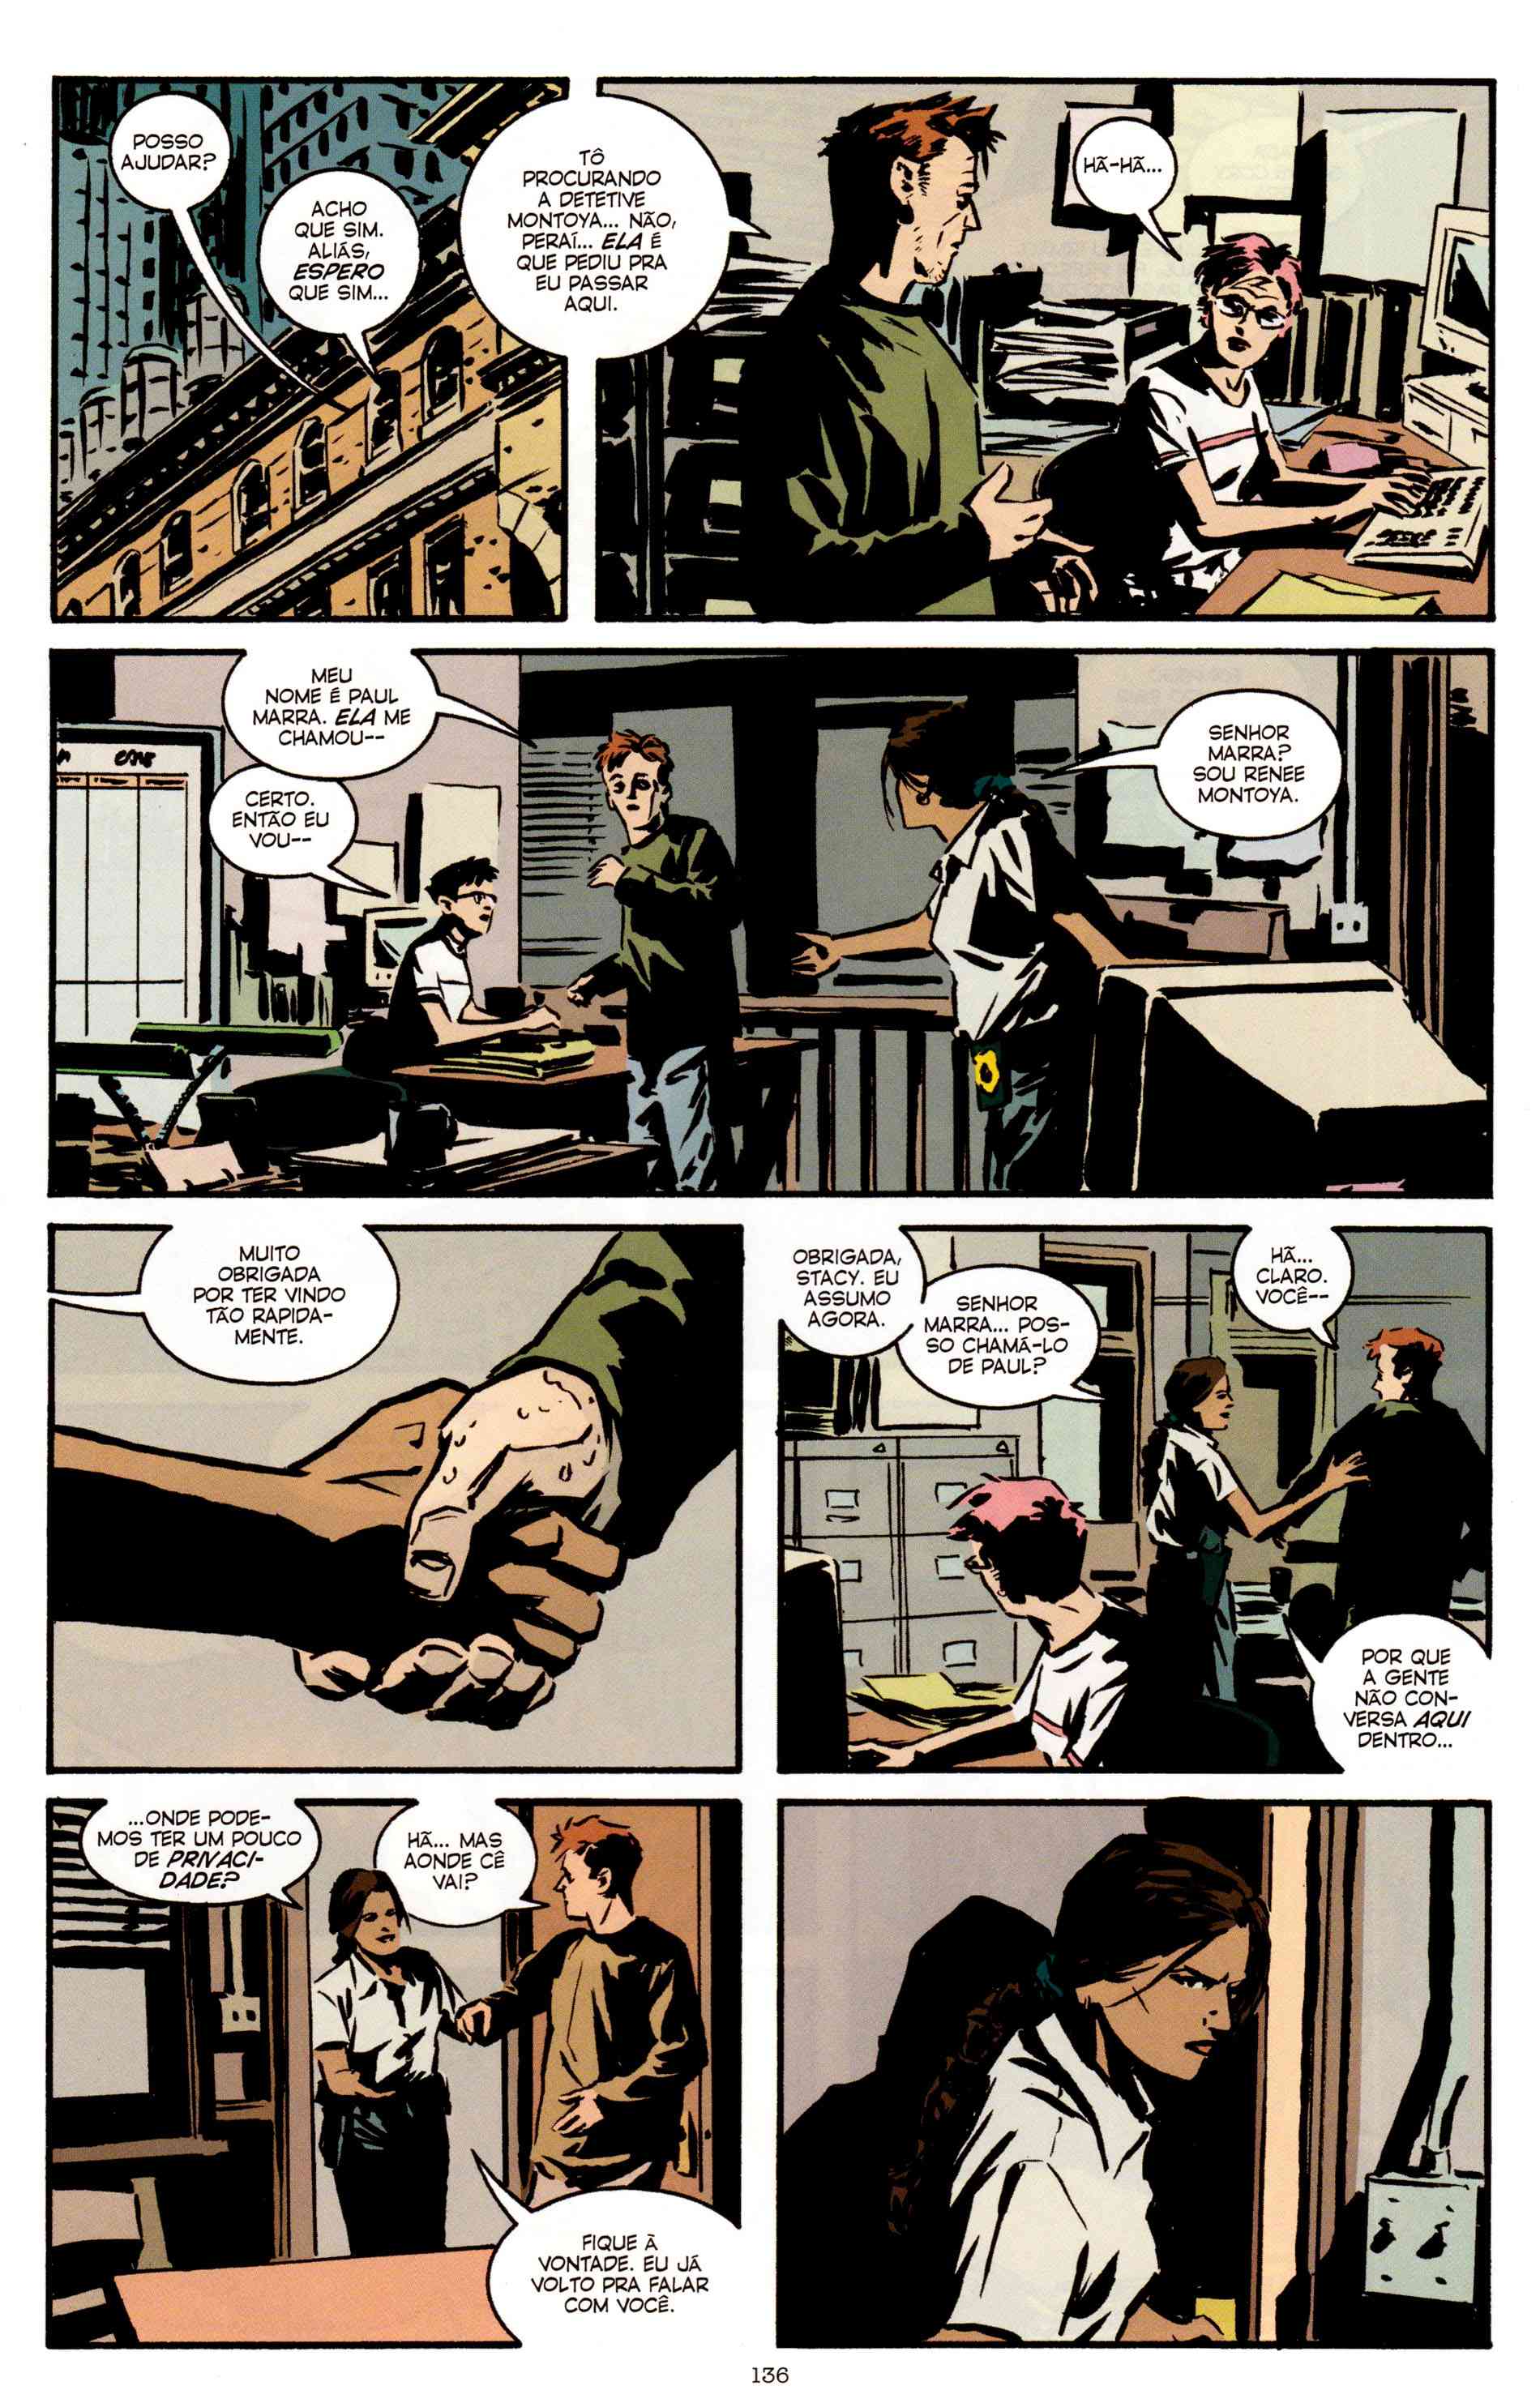 POSSO
AJUDAR?
ACHO
QUE SIM.
ALIÁS,
ESPERO
QUE SIM...
TÔ
PROCURANDO
A DETETIVE
MONTOYA... NÃO,
PERAÍ... ELA É
QUE PEDIU PRA
EU PASSAR
AQUI.
HÃ-HÃ...
MEU
NOME É PAUL
MARRA. ELA ME
CHAMOU--
CERTO.
ENTÃO EU
VOU--
SENHOR
MARRA?
SOU RENEE
MONTOYA.
MUITO
OBRIGADA
POR TER VINDO
TÃO RAPIDA-
MENTE.
OBRIGADA,
STACY. EU
ASSUMO
AGORA.
SENHOR
MARRA... POS-
SO CHAMÁ-LO
DE PAUL?
HÃ...
CLARO.
VOCÊ--
POR QUE
A GENTE
NÃO CON-
VERSA AQUI
DENTRO...
...ONDE PODE-
MOS TER UM POUCO
DE PRIVACI-
DADE?
HÃ... MAS
AONDE CÊ
VAI?
FIQUE À
VONTADE. EU JÁ
VOLTO PRA FALAR
COM VOCÊ.
136